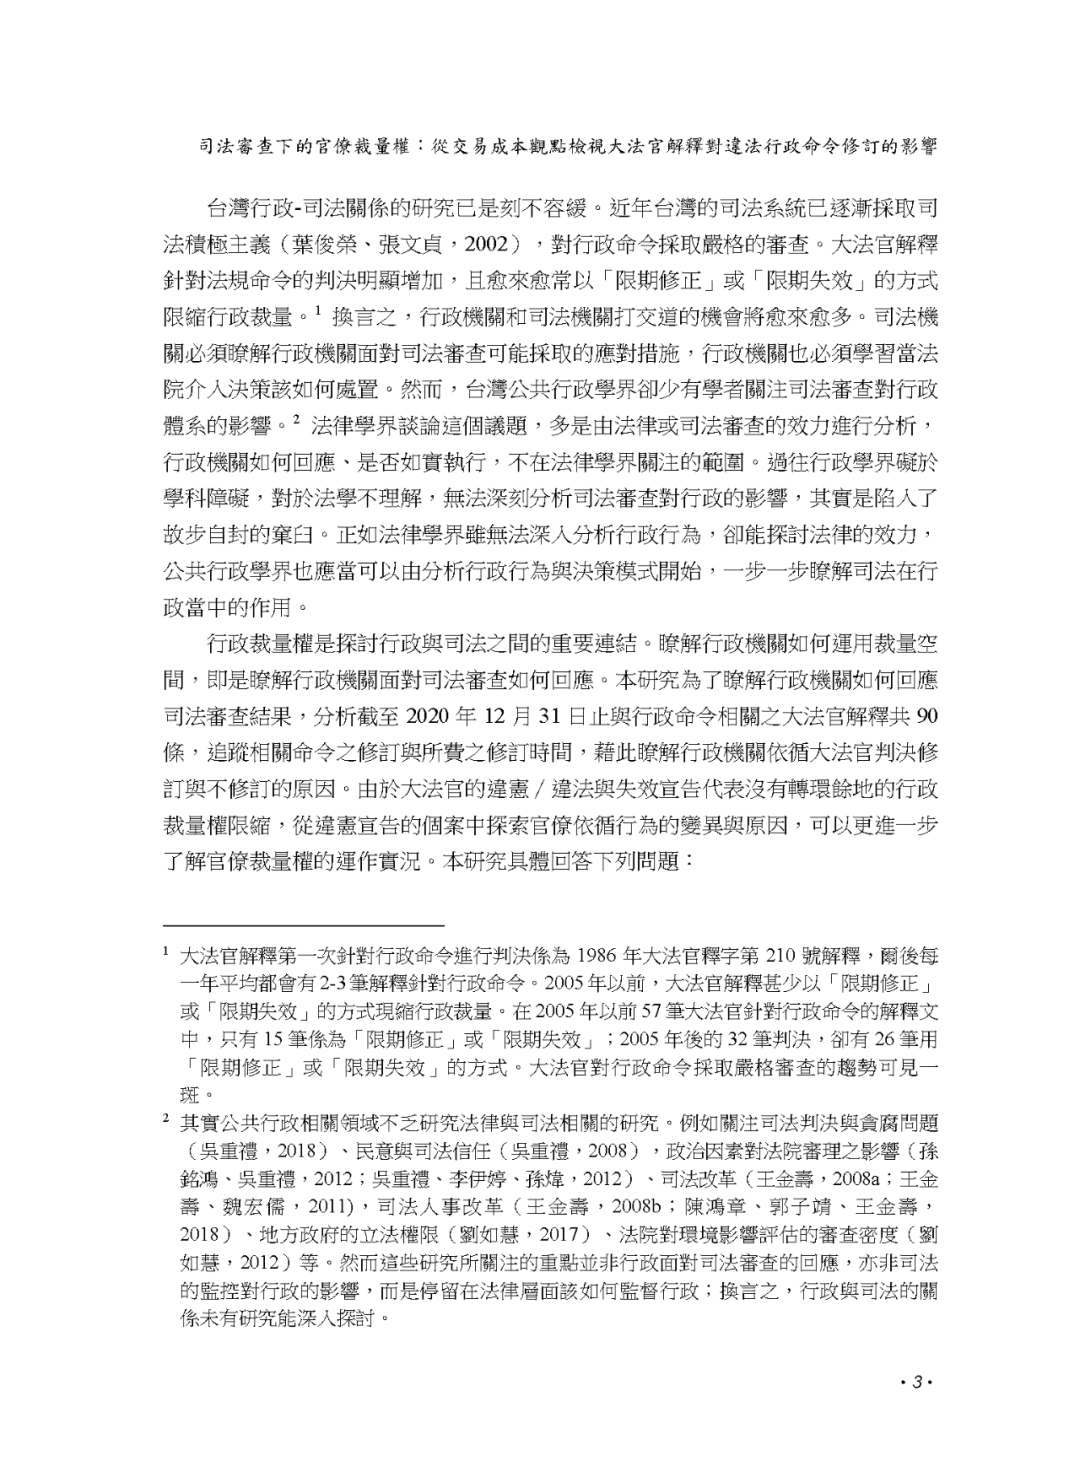 司法審查下的官僚裁量權：從交易成本觀點檢視大法官解釋對違法行政命令修訂的影響
台灣行政-司法關係的研究已是刻不容緩。近年台灣的司法系統已逐漸採取司
法積極主義（葉俊榮、張文貞，2002），對行政命令採取嚴格的審查。大法官解釋
針對法規命令的判決明顯增加，且愈來愈常以「限期修正」或「限期失效」的方式
限縮行政裁量。1 換言之，行政機關和司法機關打交道的機會將愈來愈多。司法機
關必須瞭解行政機關面對司法審查可能採取的應對措施，行政機關也必須學習當法
院介入決策該如何處置。然而，台灣公共行政學界卻少有學者關注司法審查對行政
體系的影響。2 法律學界談論這個議題，多是由法律或司法審查的效力進行分析，
行政機關如何回應、是否如實執行，不在法律學界關注的範圍。過往行政學界礙於
學科障礙，對於法學不理解，無法深刻分析司法審查對行政的影響，其實是陷入了
故步自封的窠臼。正如法律學界雖無法深入分析行政行為，卻能探討法律的效力，
公共行政學界也應當可以由分析行政行為與決策模式開始，一步一步瞭解司法在行
政當中的作用。
行政裁量權是探討行政與司法之間的重要連結。瞭解行政機關如何運用裁量空
間，即是瞭解行政機關面對司法審查如何回應。本研究為了瞭解行政機關如何回應
司法審查結果，分析截至 2020 年 12 月 31 日止與行政命令相關之大法官解釋共 90
條，追蹤相關命令之修訂與所費之修訂時間，藉此瞭解行政機關依循大法官判決修
訂與不修訂的原因。由於大法官的違憲／違法與失效宣告代表沒有轉環餘地的行政
裁量權限縮，從違憲宣告的個案中探索官僚依循行為的變異與原因，可以更進一步
了解官僚裁量權的運作實況。本研究具體回答下列問題：
1 大法官解釋第一次針對行政命令進行判決係為 1986 年大法官釋字第 210 號解釋，爾後每
一年平均都會有2-3筆解釋針對行政命令。2005年以前，大法官解釋甚少以「限期修正」
或「限期失效」的方式現縮行政裁量。在2005年以前57筆大法官針對行政命令的解釋文
中，只有 15 筆係為「限期修正」或「限期失效」；2005 年後的 32 筆判決，卻有 26 筆用
「限期修正」或「限期失效」的方式。大法官對行政命令採取嚴格審查的趨勢可見一
斑。
2 其實公共行政相關領域不乏研究法律與司法相關的研究。例如關注司法判決與貪腐問題
（吳重禮，2018）、民意與司法信任（吳重禮，2008），政治因素對法院審理之影響（孫
銘鴻、吳重禮，2012；吳重禮、李伊婷、孫煒，2012）、司法改革（王金壽，2008a；王金
壽、魏宏儒，2011)，司法人事改革（王金壽，2008b；陳鴻章、郭子靖、王金壽，
2018）、地方政府的立法權限（劉如慧，2017）、法院對環境影響評估的審查密度（劉
如慧，2012）等。然而這些研究所關注的重點並非行政面對司法審查的回應，亦非司法
的監控對行政的影響，而是停留在法律層面該如何監督行政；換言之，行政與司法的關
係未有研究能深入探討。
・3・